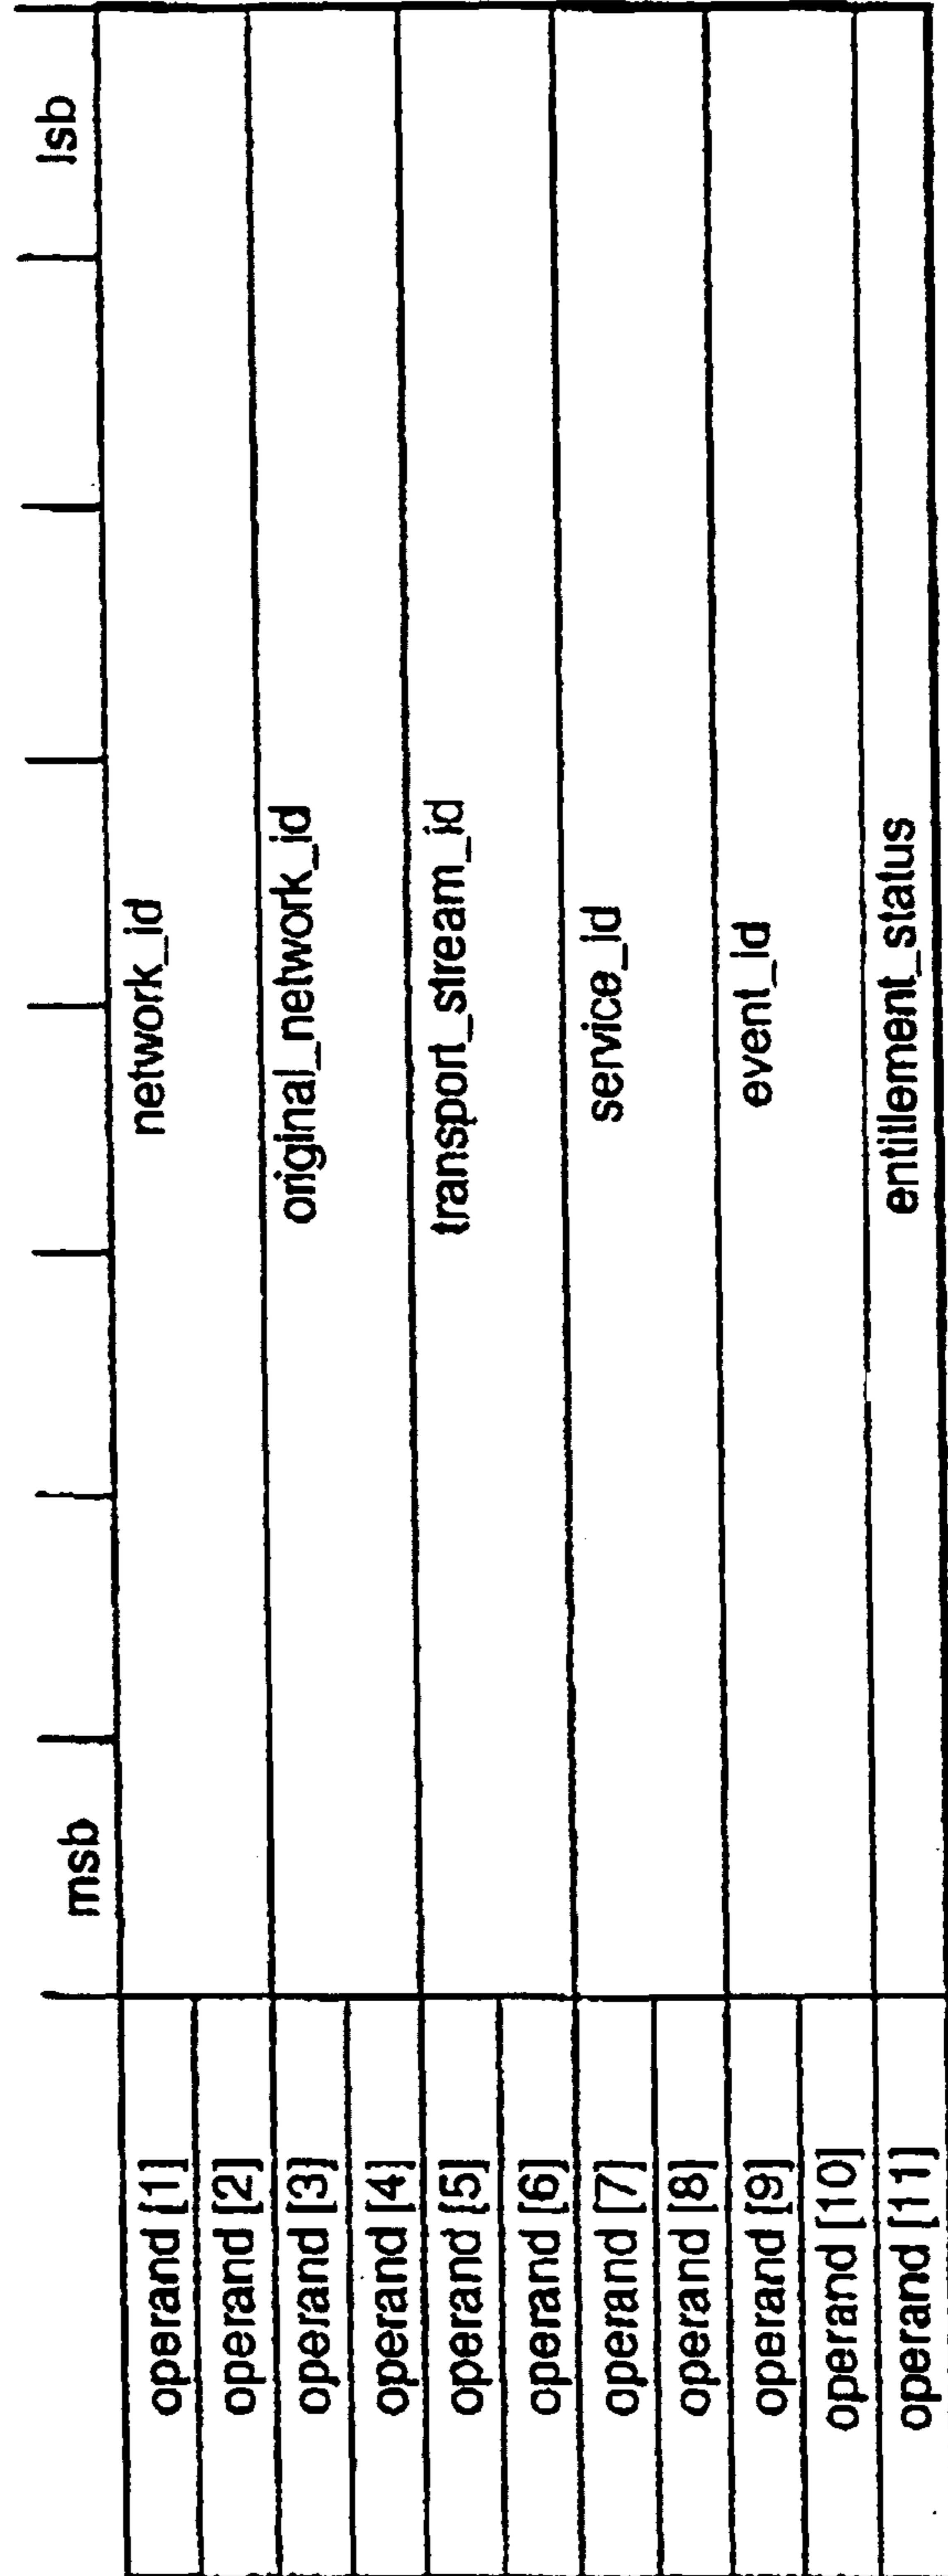 msb lsb
operand [1] network_id
operand [2]
operand [3] original_network_id
operand [4]
operand [5] transport_stream_id
operand [6]
operand [7] service_id
operand [8]
operand [9] event_id
operand [10]
operand [11] entitlement_status